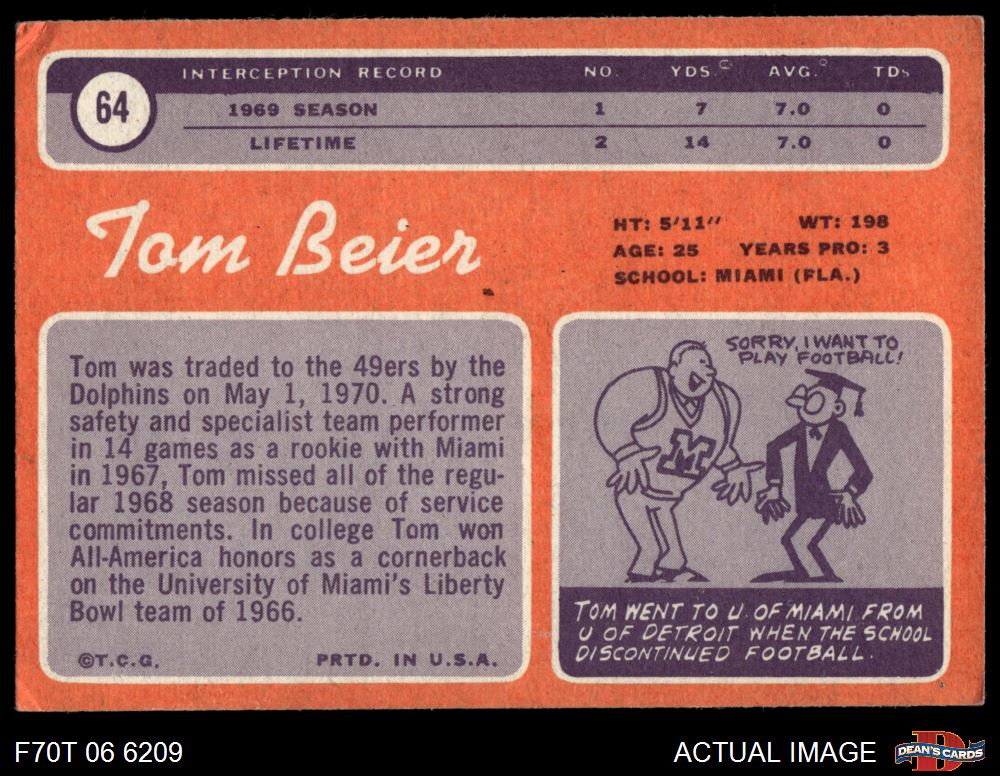 64
INTERCEPTION RECORD NO. YDS. AVG. TDs
1969 SEASON 1 7 7.0 0
LIFETIME 2 14 7.0 0
Tom Beier
HT: 5'11" WT: 198
AGE: 25 YEARS PRO: 3
SCHOOL: MIAMI (FLA.)
Tom was traded to the 49ers by the
Dolphins on May 1, 1970. A strong
safety and specialist team performer
in 14 games as a rookie with Miami
in 1967, Tom missed all of the regu-
lar 1968 season because of service
commitments. In college Tom won
All-America honors as a cornerback
on the University of Miami's Liberty
Bowl team of 1966.
©T.C.G. PRTD. IN U.S.A.
SORRY, I WANT TO
PLAY FOOTBALL!
M
TOM WENT TO U. OF MIAMI FROM
U OF DETROIT WHEN THE SCHOOL
DISCONTINUED FOOTBALL.
F70T 06 6209
ACTUAL IMAGE
D
DEAN'S CARDS